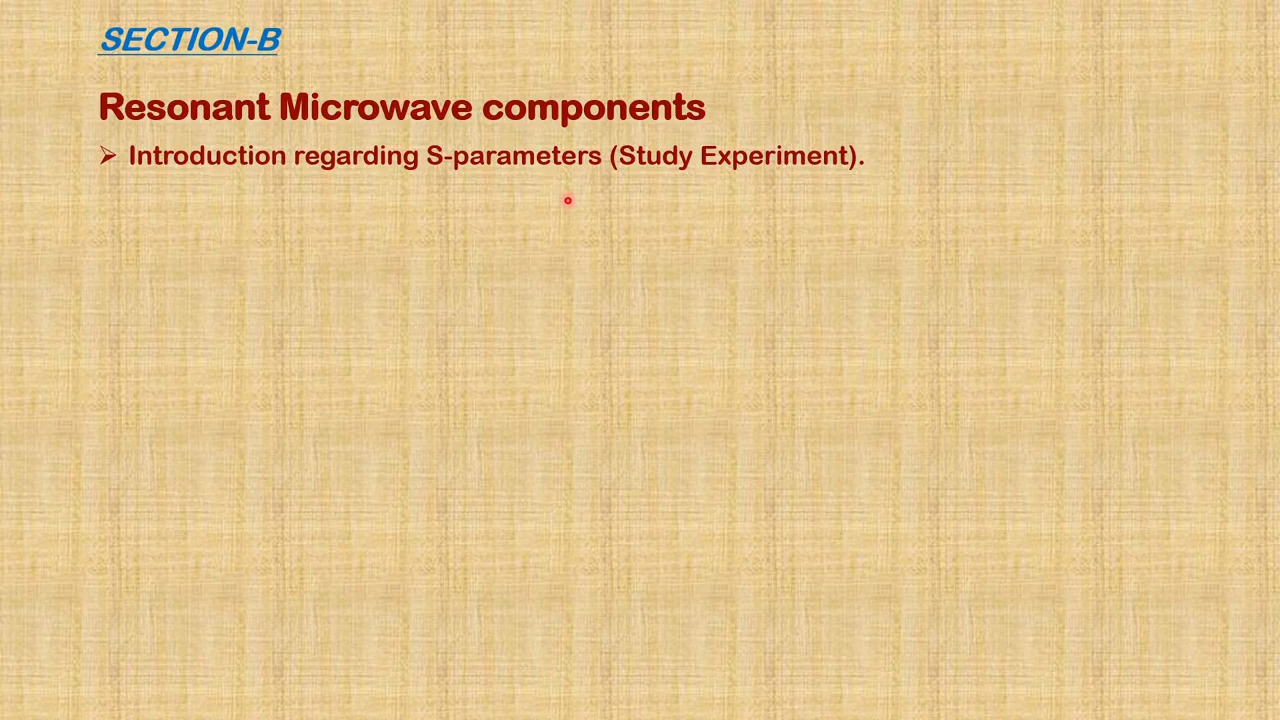 SECTION-B
Resonant Microwave components
➢ Introduction regarding S-parameters (Study Experiment).